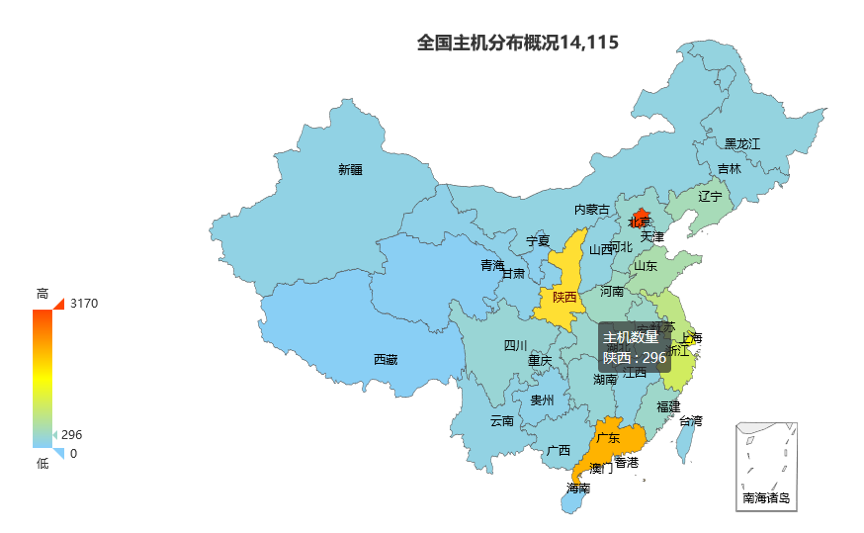 全国主机分布概况14,115
黑龙江
吉林
新疆
辽宁
内蒙古
北京
天津
宁夏
山西
河北
青海
甘肃
山东
河南
陕西
高
3170
主机数量
陕西 : 296
江苏
上海
浙江
四川
重庆
西藏
湖北
江西
湖南
贵州
福建
云南
台湾
296
0
低
广东
广西
澳门
香港
海南
南海诸岛